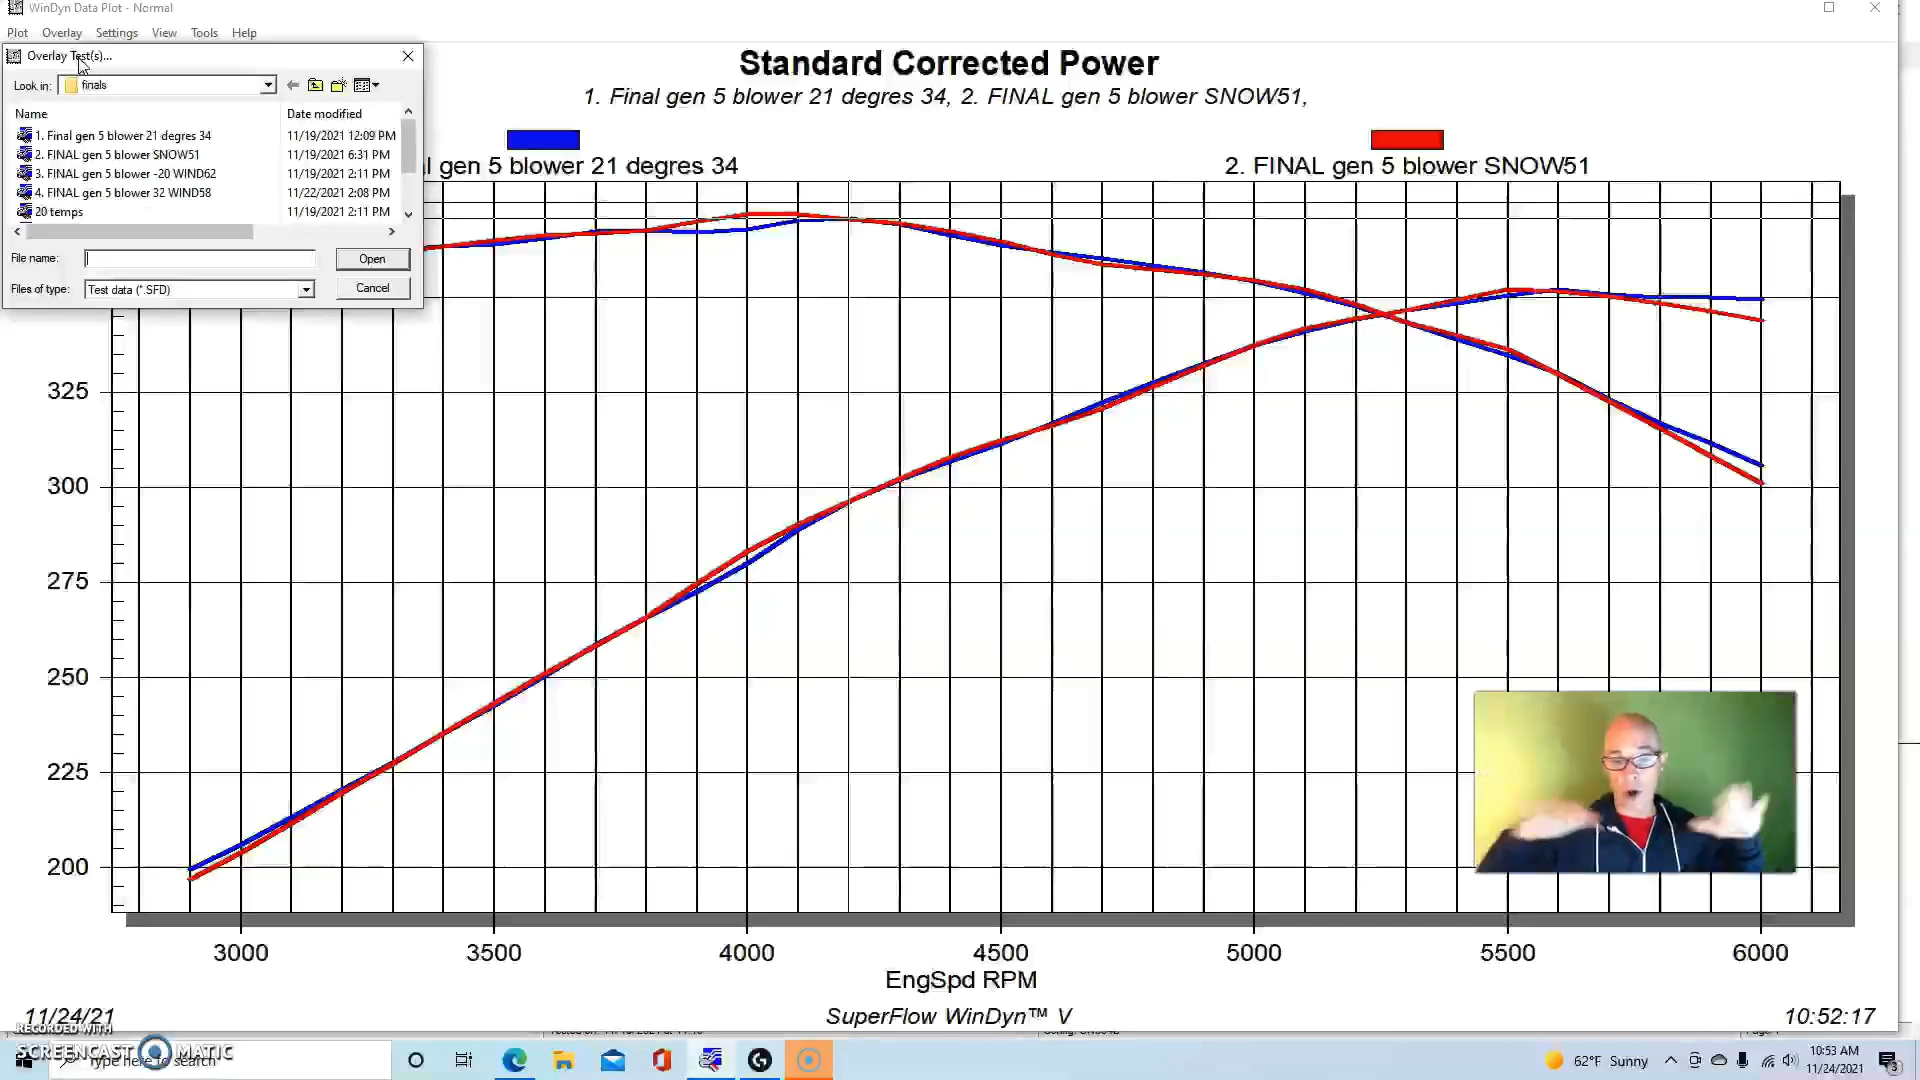 WinDyn Data Plot - Normal
Plot Overlay Settings View Tools Help
Overlay Test(s)...
Look in: finals
Name Date modified
1. Final gen 5 blower 21 degres 34 11/19/2021 12:09 PM
2. FINAL gen 5 blower SNOW51 11/19/2021 6:31 PM
3. FINAL gen 5 blower -20 WIND62 11/19/2021 2:11 PM
4. FINAL gen 5 blower 32 WIND58 11/22/2021 2:08 PM
20 temps 11/19/2021 2:11 PM
File name: Open
Files of type: Test data (*.SFD) Cancel
Standard Corrected Power
1. Final gen 5 blower 21 degres 34, 2. FINAL gen 5 blower SNOW51,
gen 5 blower 21 degres 34
2. FINAL gen 5 blower SNOW51
325
300
275
250
225
200
3000 3500 4000 4500 5000 5500 6000
EngSpd RPM
11/24/21 SuperFlow WinDyn™ V 10:52:17
RECORDED WITH
SCREENCAST MATIC
Type here to search
62°F Sunny
10:53 AM
11/24/2021
3